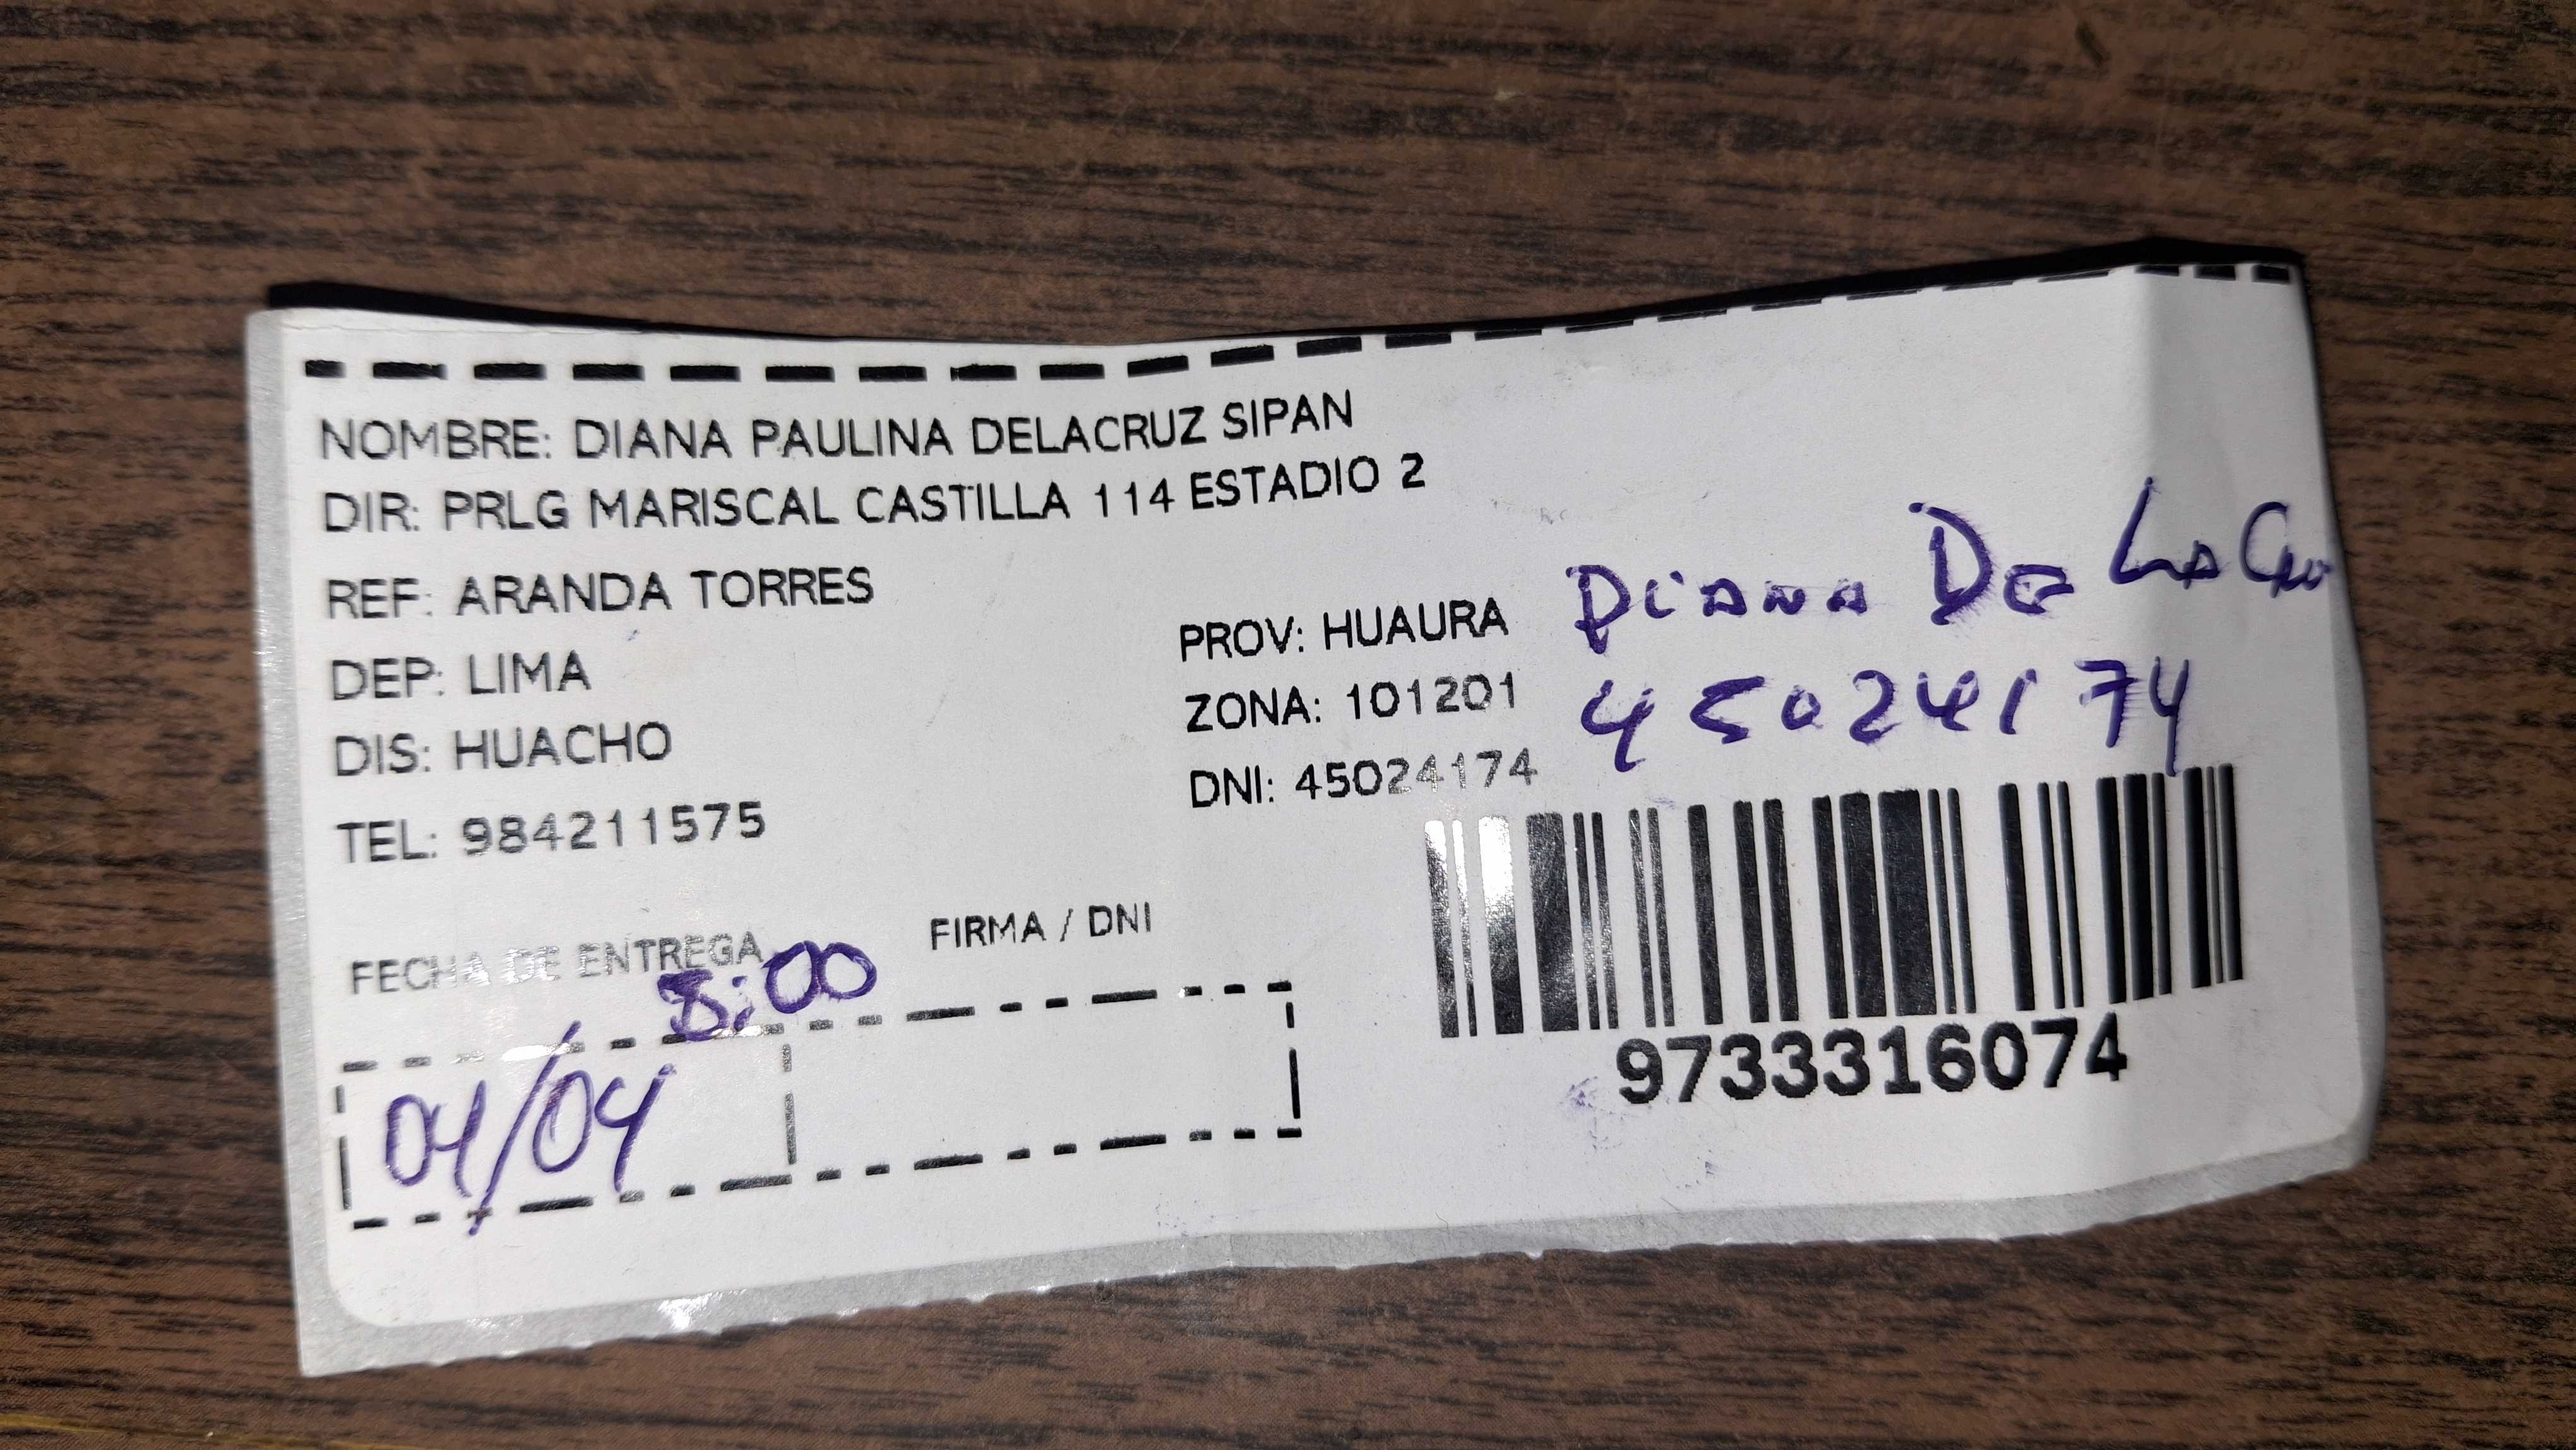 NOMBRE: DIANA PAULINA DELACRUZ SIPAN
DIR: PRLG MARISCAL CASTILLA 114 ESTADIO 2
REF: ARANDA TORRES
DEP: LIMA
DIS: HUACHO
TEL: 984211575
PROV: HUAURA
ZONA: 101201
DNI: 45024174
Diana De La Cru
45024174
FECHA DE ENTREGA
8:00
04/04
FIRMA / DNI
9733316074